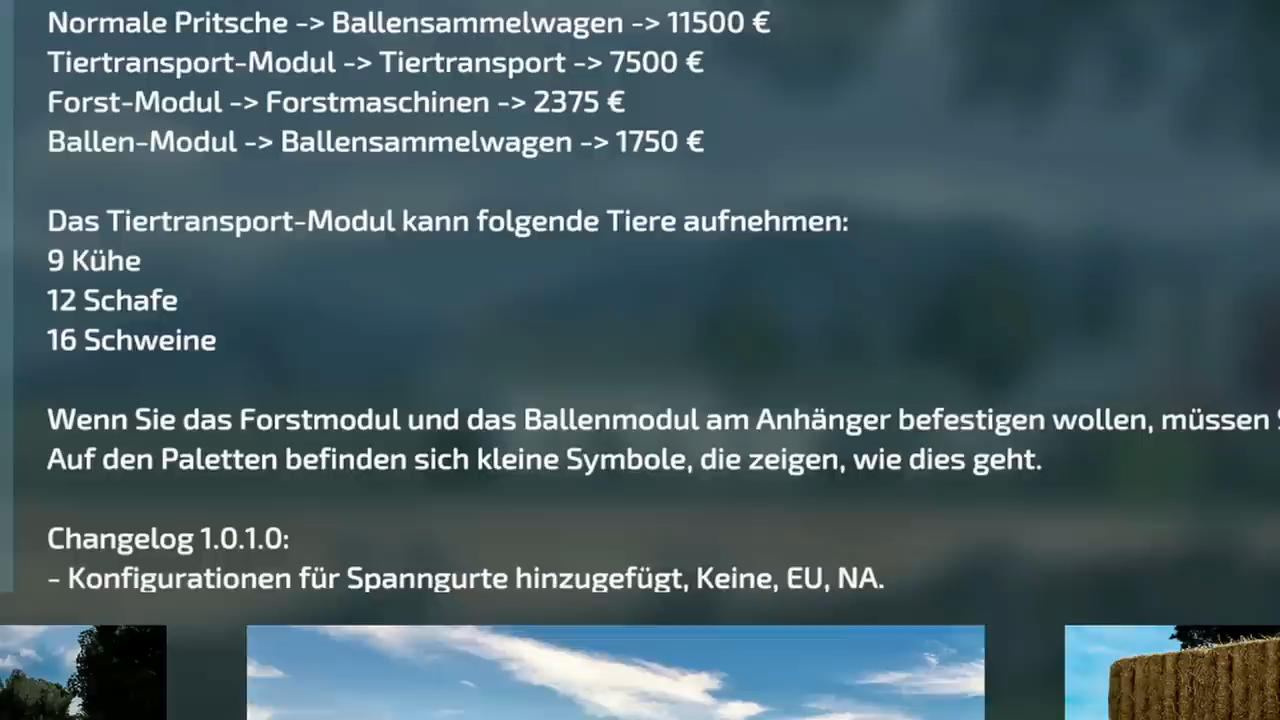 Normale Pritsche -> Ballensammelwagen -> 11500 €
Tiertransport-Modul -> Tiertransport -> 7500 €
Forst-Modul -> Forstmaschinen -> 2375 €
Ballen-Modul -> Ballensammelwagen -> 1750 €
Das Tiertransport-Modul kann folgende Tiere aufnehmen:
9 Kühe
12 Schafe
16 Schweine
Wenn Sie das Forstmodul und das Ballenmodul am Anhänger befestigen wollen, müssen
Auf den Paletten befinden sich kleine Symbole, die zeigen, wie dies geht.
Changelog 1.0.1.0:
- Konfigurationen für Spanngurte hinzugefügt, Keine, EU, NA.